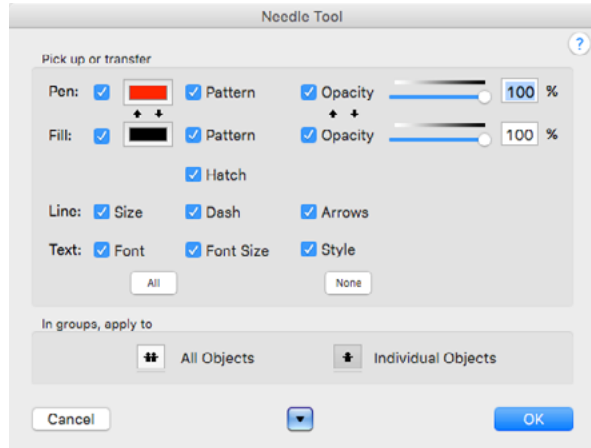 Needle Tool
?
Pick up or transfer
Pen: Pattern Opacity 100 %
Fill: Pattern Opacity 100 %
Hatch
Line: Size Dash Arrows
Text: Font Font Size Style
All None
In groups, apply to
All Objects Individual Objects
Cancel OK